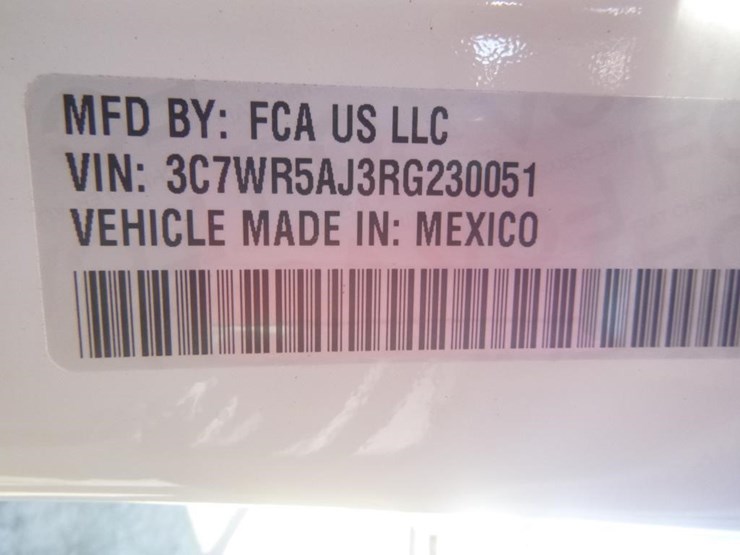 MFD BY: FCA US LLC
VIN: 3C7WR5AJ3RG230051
VEHICLE MADE IN: MEXICO